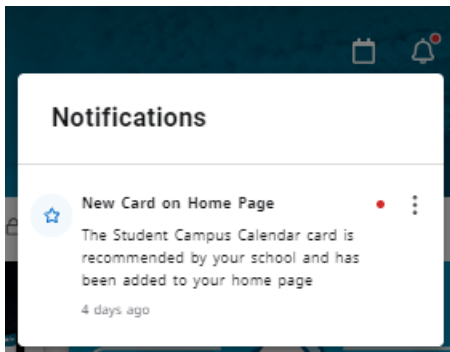 Notifications
New Card on Home Page
The Student Campus Calendar card is
recommended by your school and has
been added to your home page
4 days ago